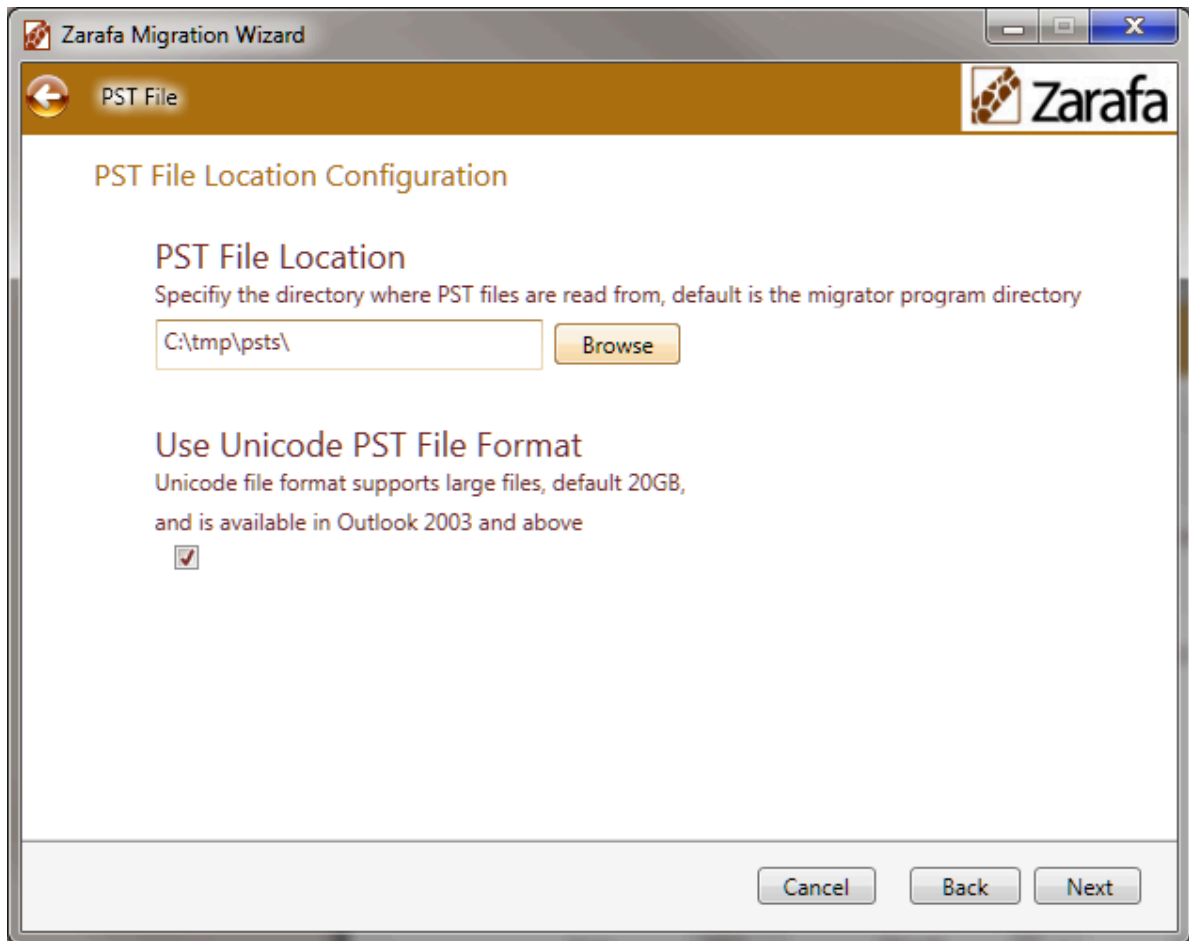 Zarafa Migration Wizard
PST File
Zarafa
PST File Location Configuration
PST File Location
Specifiy the directory where PST files are read from, default is the migrator program directory
C:\tmp\psts\
Browse
Use Unicode PST File Format
Unicode file format supports large files, default 20GB,
and is available in Outlook 2003 and above
Cancel Back Next